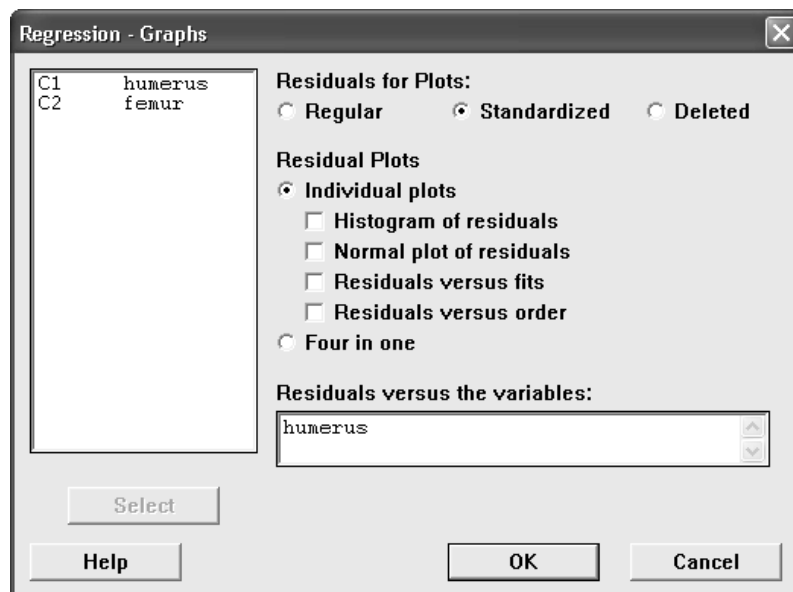 Regression - Graphs
C1 humerus
C2 femur
Residuals for Plots:
Regular Standardized Deleted
Residual Plots
Individual plots
Histogram of residuals
Normal plot of residuals
Residuals versus fits
Residuals versus order
Four in one
Residuals versus the variables:
humerus
Select
Help OK Cancel